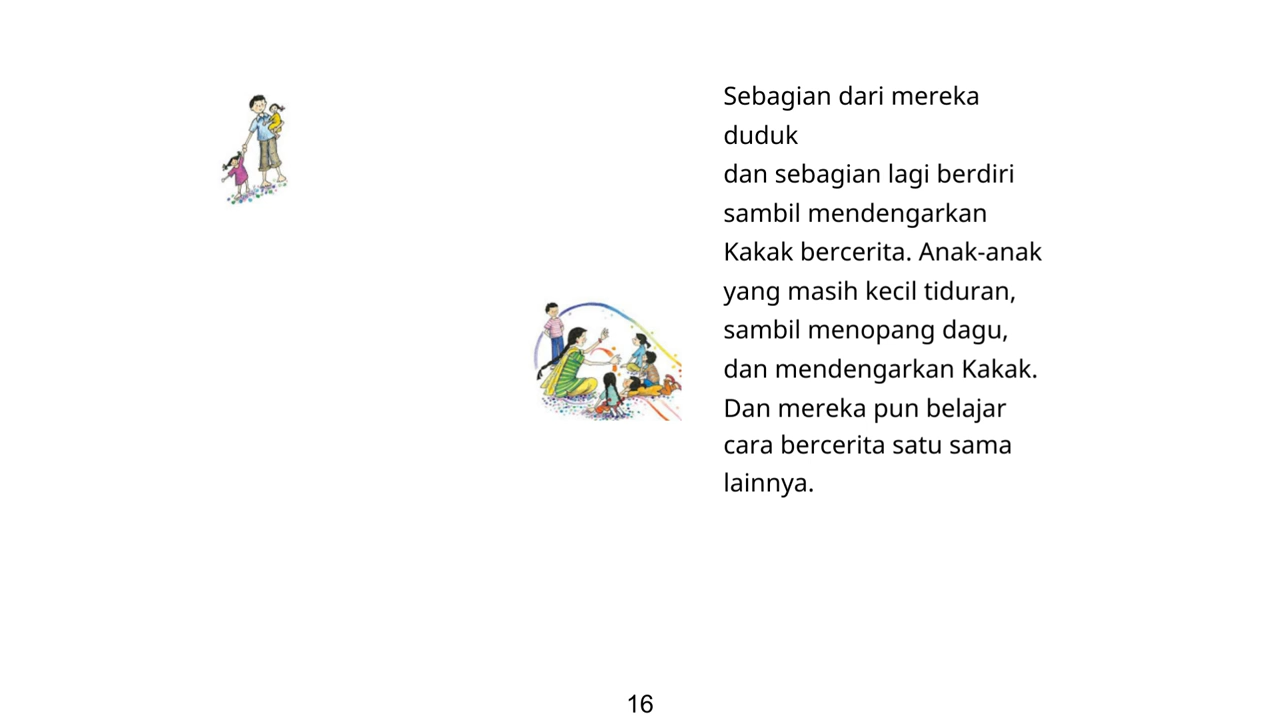 Sebagian dari mereka
duduk
dan sebagian lagi berdiri
sambil mendengarkan
Kakak bercerita. Anak-anak
yang masih kecil tiduran,
sambil menopang dagu,
dan mendengarkan Kakak.
Dan mereka pun belajar
cara bercerita satu sama
lainnya.
16